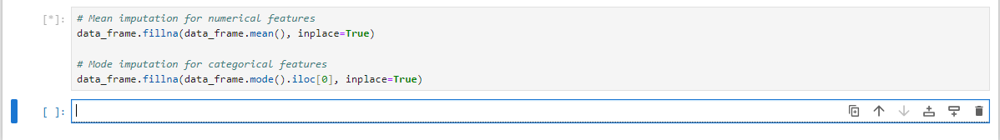 [*]: # Mean imputation for numerical features
data_frame.fillna(data_frame.mean(), inplace=True)
# Mode imputation for categorical features
data_frame.fillna(data_frame.mode().iloc[0], inplace=True)
[ ]: